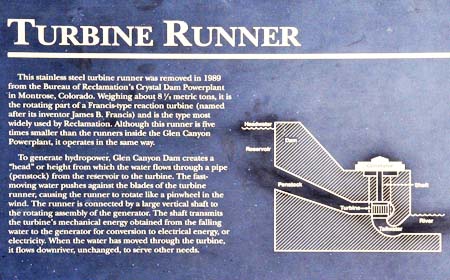 TURBINE RUNNER
This stainless steel turbine runner was removed in 1989
from the Bureau of Reclamation's Crystal Dam Powerplant
in Montrose, Colorado. Weighing about 8 ½ metric tons, it is
the rotating part of a Francis-type reaction turbine (named
after its inventor James B. Francis) and is the type most
widely used by Reclamation. Although this runner is five
times smaller than the runners inside the Glen Canyon
Powerplant, it operates in the same way.
To generate hydropower, Glen Canyon Dam creates a
"head" or height from which the water flows through a pipe
(penstock) from the reservoir to the turbine. The fast-
moving water pushes against the blades of the turbine
runner, causing the runner to rotate like a pinwheel in the
wind. The runner is connected by a large vertical shaft to
the rotating assembly of the generator. The shaft transmits
the turbine's mechanical energy obtained from the falling
water to the generator for conversion to electrical energy, or
electricity. When the water has moved through the turbine,
it flows downriver, unchanged, to serve other needs.
Headwater
Reservoir
Dam
Penstock
Shaft
Turbine
River
Tailwater